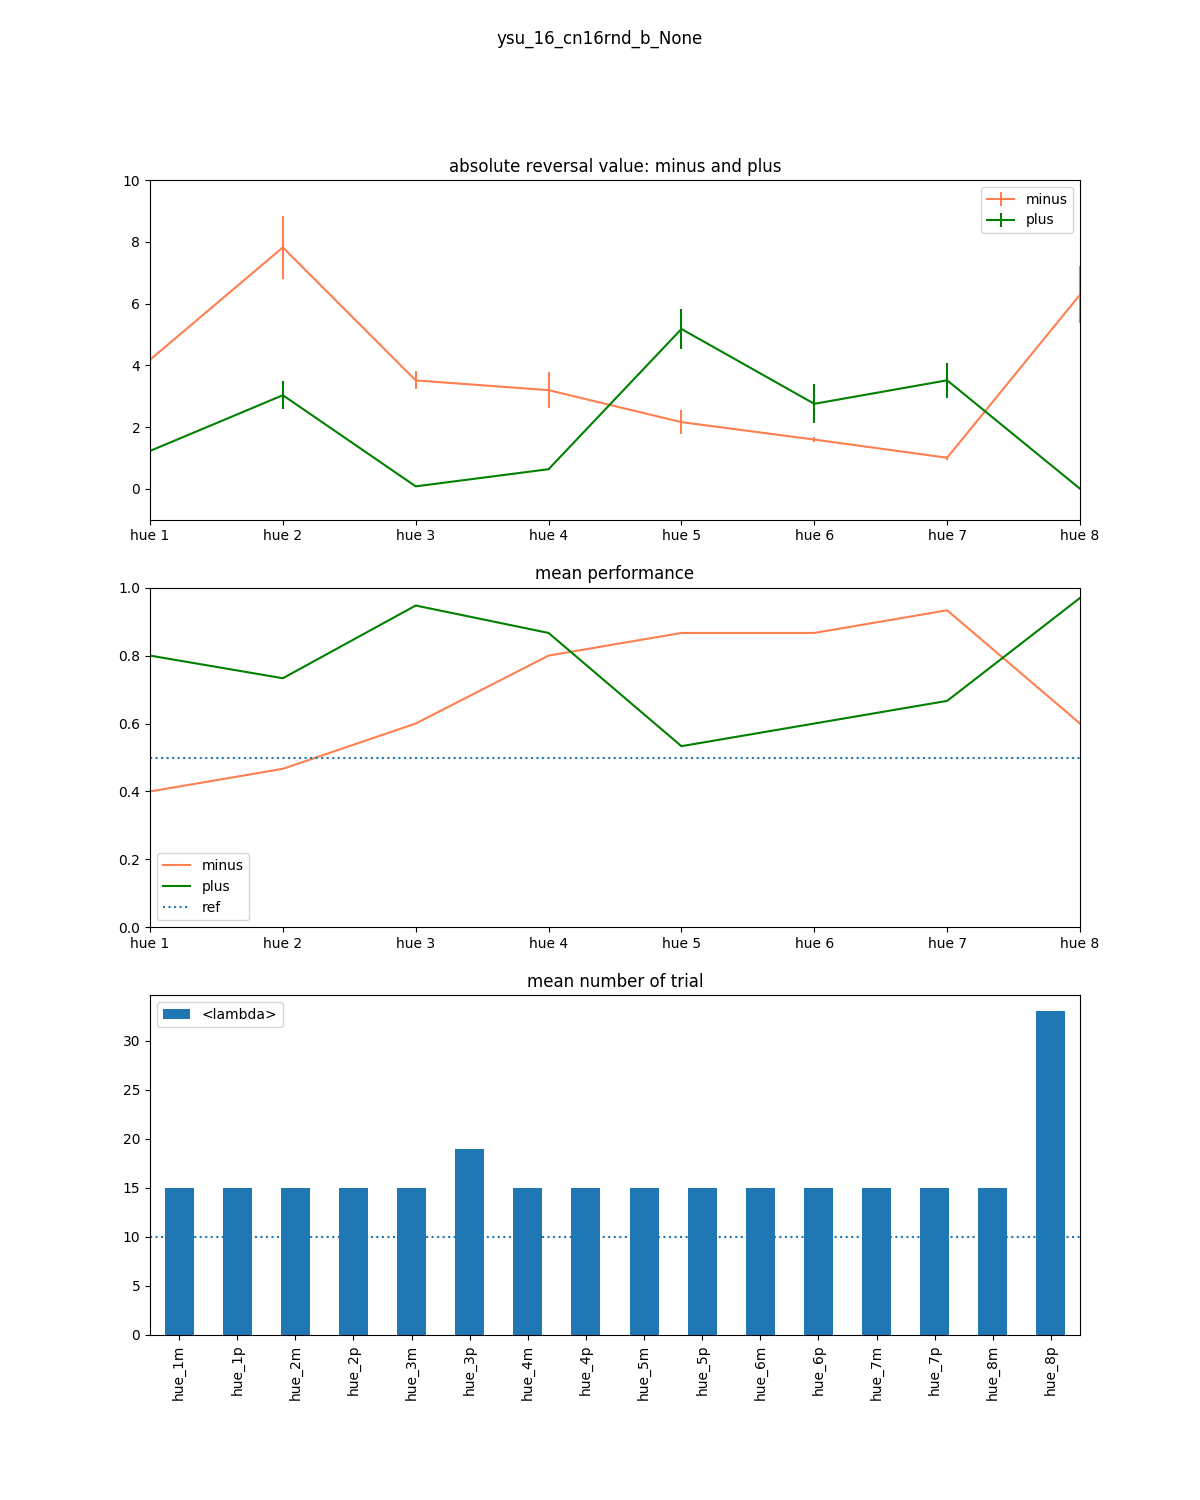 ysu_16_cn16rnd_b_None
absolute reversal value: minus and plus
10
8
6
4
2
0
minus
plus
hue 1 hue 2 hue 3 hue 4 hue 5 hue 6 hue 7 hue 8
mean performance
1.0
0.8
0.6
0.4
0.2
0.0
minus
plus
ref
hue 1 hue 2 hue 3 hue 4 hue 5 hue 6 hue 7 hue 8
mean number of trial
<lambda>
30
25
20
15
10
5
0
hue_1m hue_1p hue_2m hue_2p hue_3m hue_3p hue_4m hue_4p hue_5m hue_5p hue_6m hue_6p hue_7m hue_7p hue_8m hue_8p